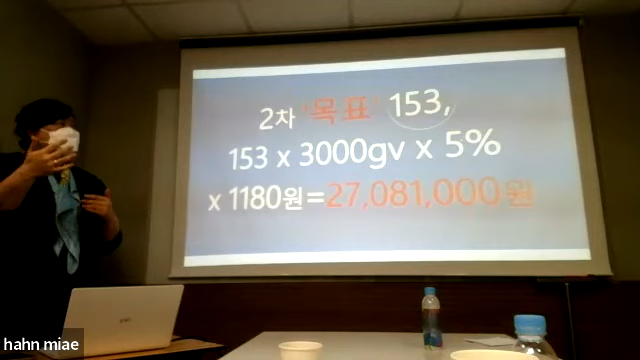 2차 '목표' 153,
153 x 3000gv x 5%
x 1180원=27,081,000원
hahn miae